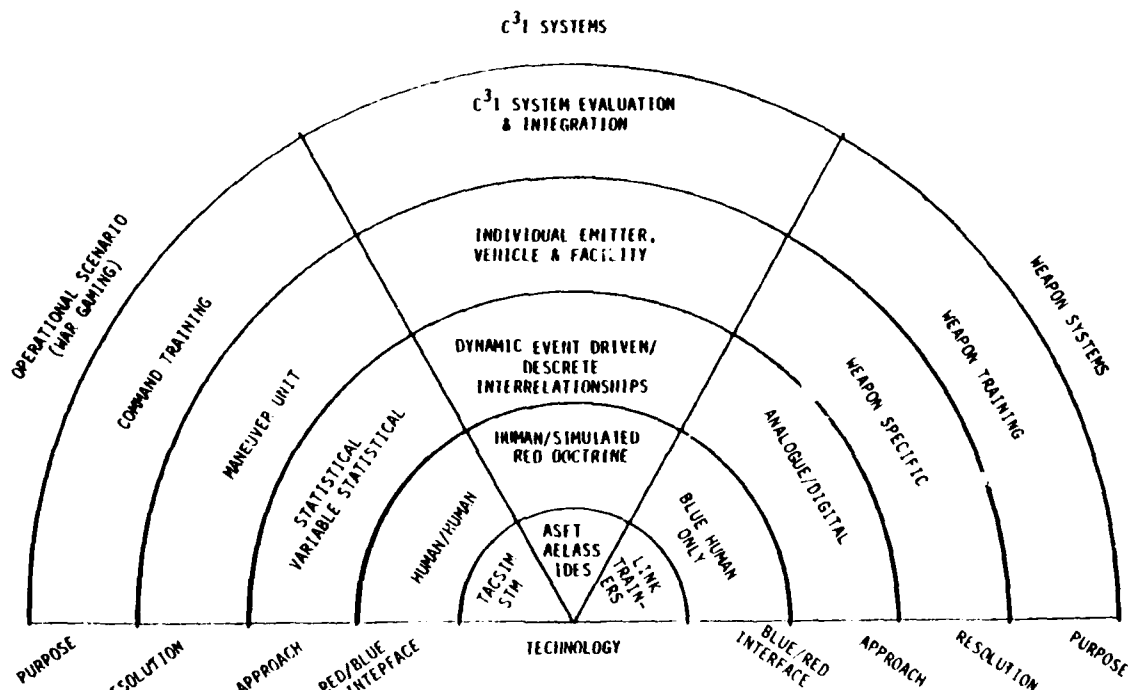 C³I SYSTEMS
C³I SYSTEM EVALUATION
& INTEGRATION
INDIVIDUAL EMITTER,
VEHICLE & FACILITY
DYNAMIC EVENT DRIVEN/
DESCRETE
INTERRELATIONSHIPS
HUMAN/SIMULATED
RED DOCTRINE
ASFT
AELASS
IDES
OPERATIONAL SCENARIO
(WAR GAMING)
COMMAND TRAINING
MANEUVER UNIT
STATISTICAL
VARIABLE STATISTICAL
HUMAN/HUMAN
TACSIM
STM
LINK
TRAIN-
ERS
BLUE HUMAN
ONLY
ANALOGUE/DIGITAL
WEAPON SPECIFIC
WEAPON TRAINING
WEAPON SYSTEMS
PURPOSE
RESOLUTION
APPROACH
RED/BLUE
INTEPFACE
TECHNOLOGY
BLUE/RED
INTERFACE
APPROACH
RESOLUTION
PURPOSE